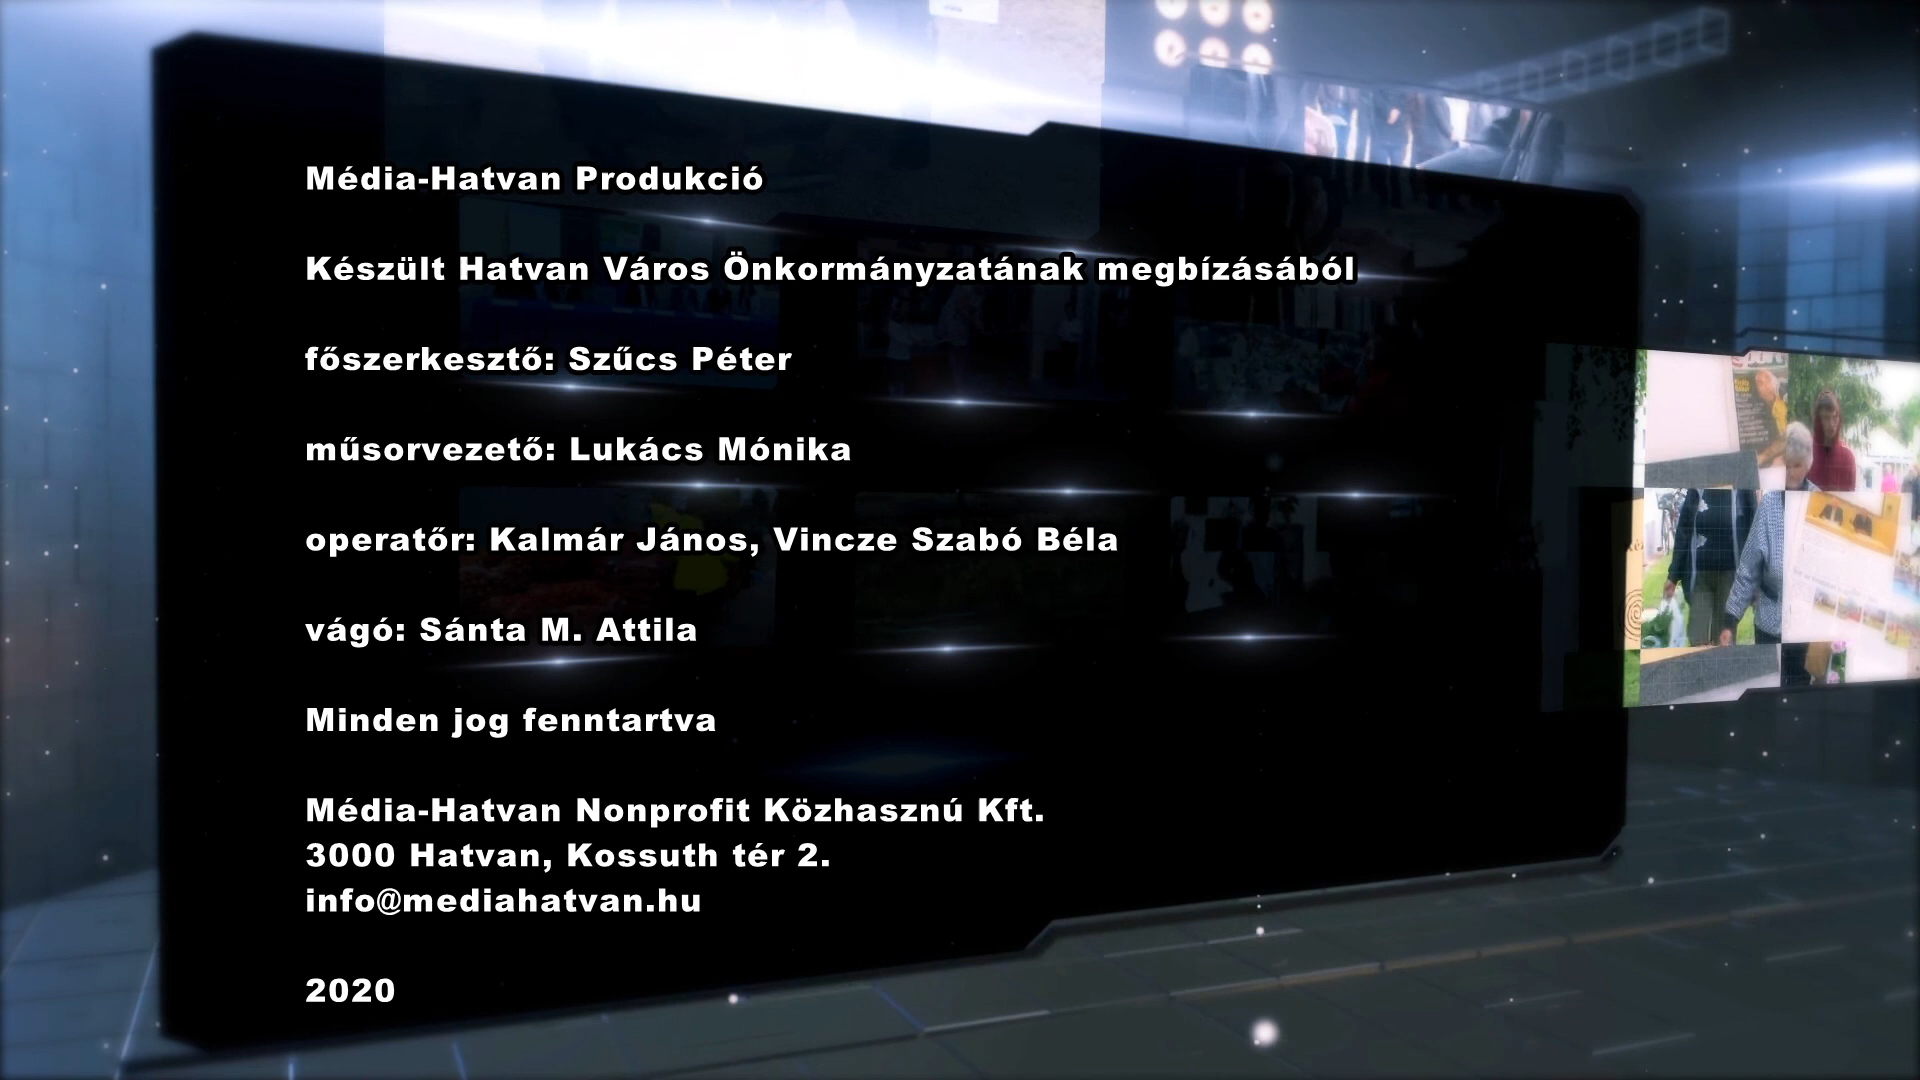 Média-Hatvan Produkció
Készült Hatvan Város Önkormányzatának megbízásából
főszerkesztő: Szűcs Péter
műsorvezető: Lukács Mónika
operatőr: Kalmár János, Vincze Szabó Béla
vágó: Sánta M. Attila
Minden jog fenntartva
Média-Hatvan Nonprofit Közhasznú Kft.
3000 Hatvan, Kossuth tér 2.
info@mediahatvan.hu
2020